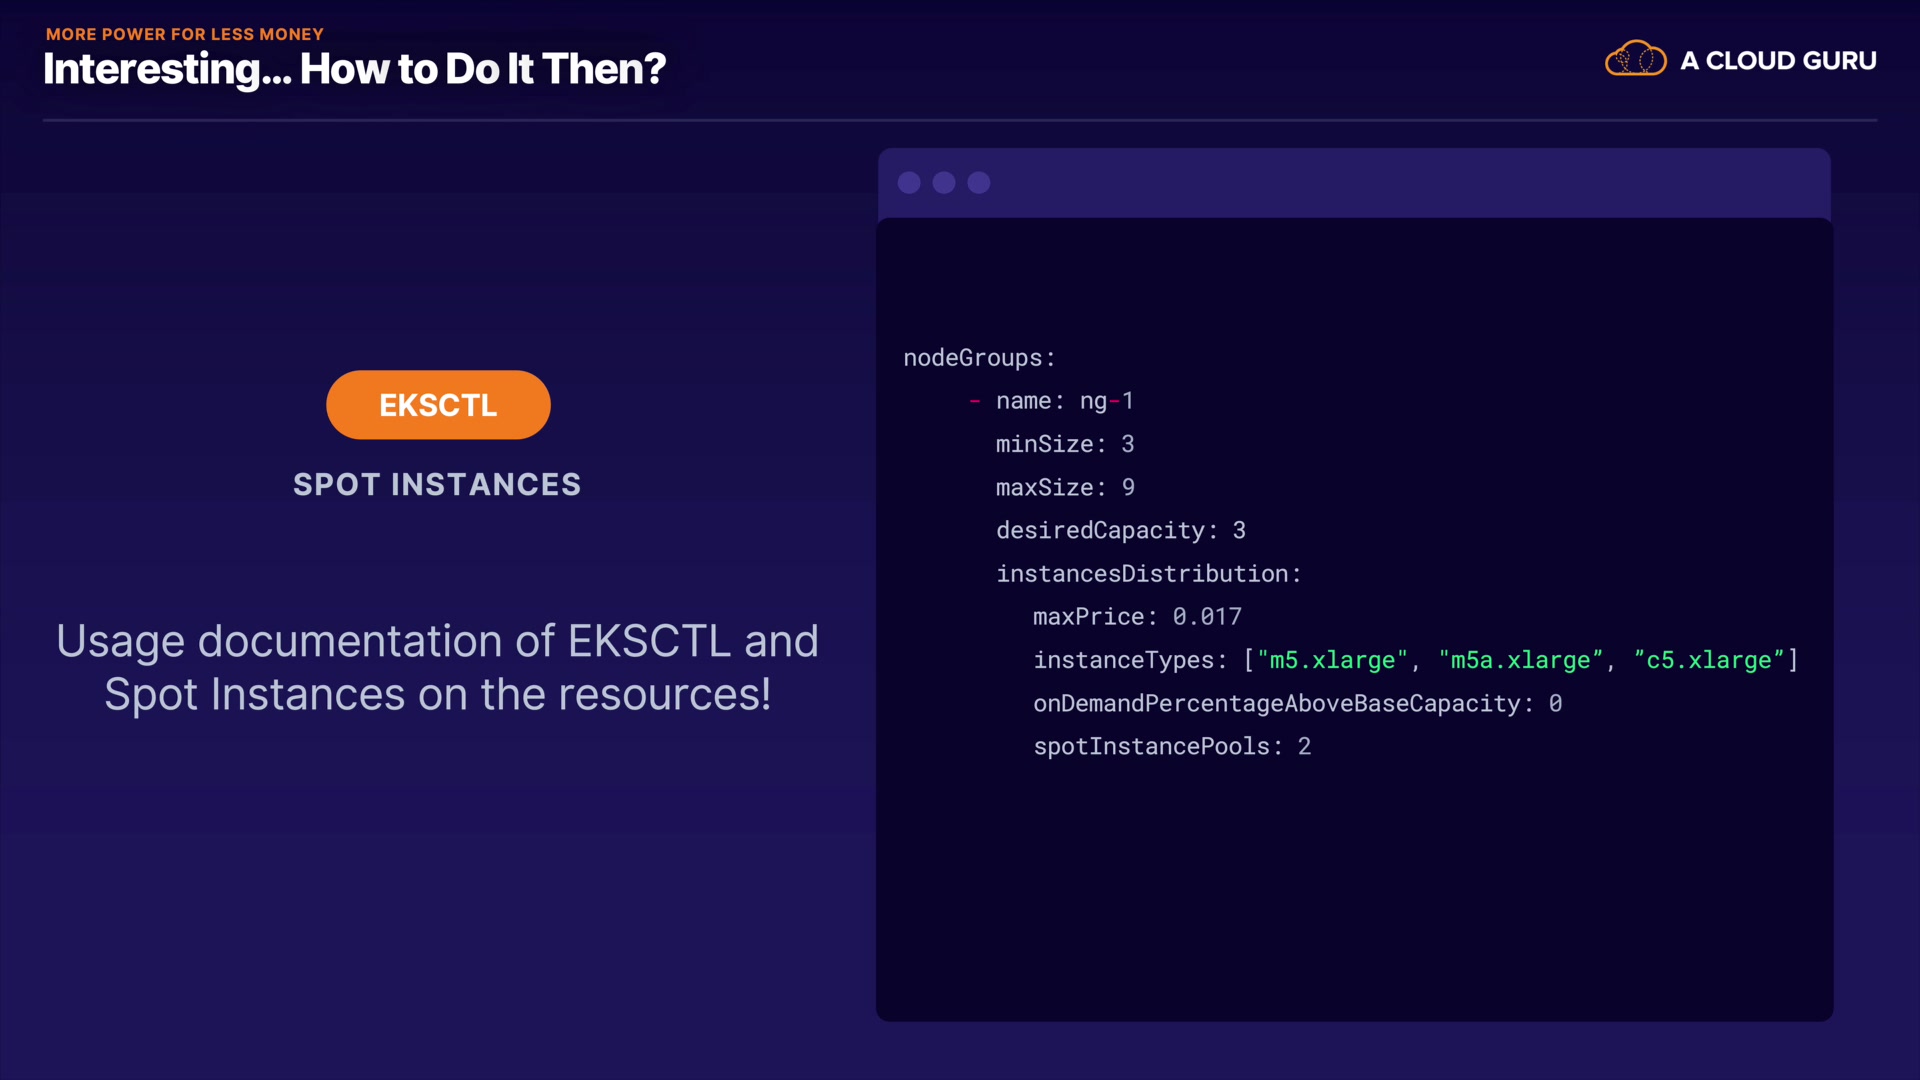 MORE POWER FOR LESS MONEY
Interesting... How to Do It Then?
A CLOUD GURU
EKSCTL
SPOT INSTANCES
Usage documentation of EKSCTL and
Spot Instances on the resources!
nodeGroups:
- name: ng-1
minSize: 3
maxSize: 9
desiredCapacity: 3
instancesDistribution:
maxPrice: 0.017
instanceTypes: ["m5.xlarge", "m5a.xlarge”, ”c5.xlarge”]
onDemandPercentageAboveBaseCapacity: 0
spotInstancePools: 2